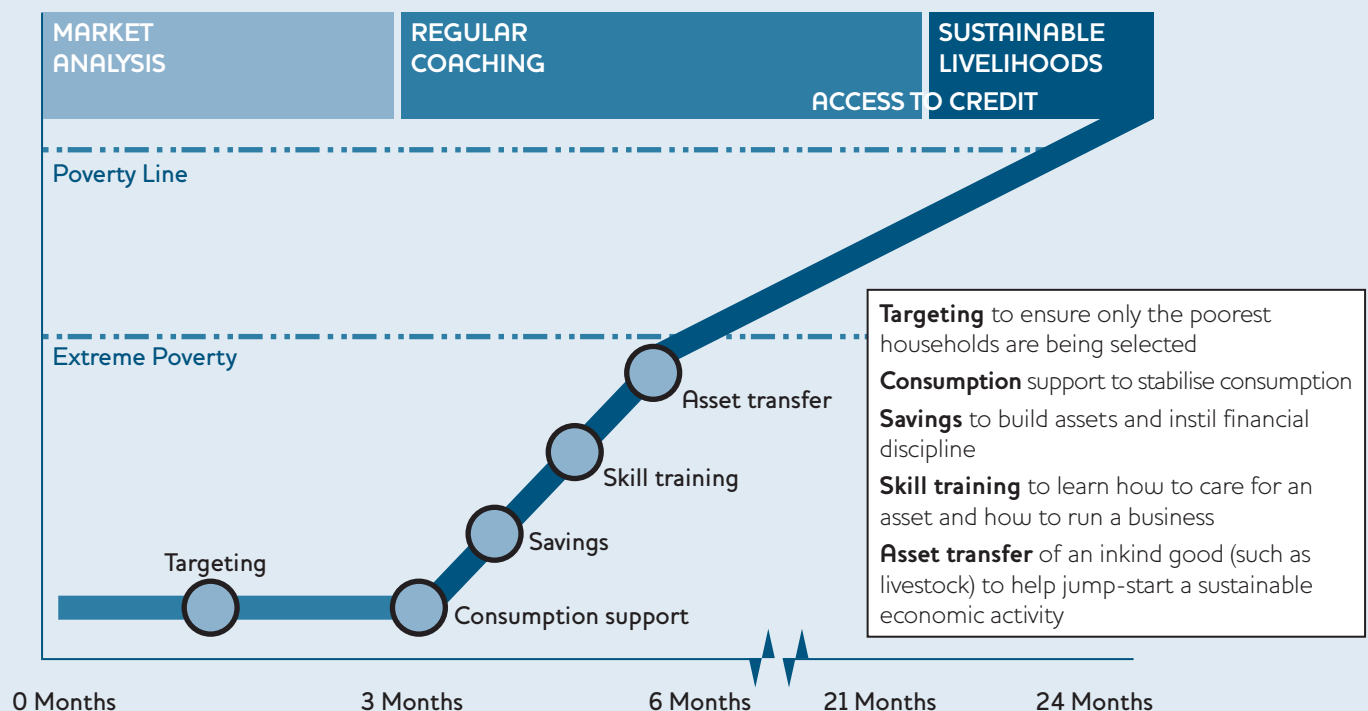 MARKET
ANALYSIS
REGULAR
COACHING
SUSTAINABLE
LIVELIHOODS
ACCESS TO CREDIT
Poverty Line
Extreme Poverty
Targeting
Consumption support
Savings
Skill training
Asset transfer
Targeting to ensure only the poorest
households are being selected
Consumption support to stabilise consumption
Savings to build assets and instil financial
discipline
Skill training to learn how to care for an
asset and how to run a business
Asset transfer of an inkind good (such as
livestock) to help jump-start a sustainable
economic activity
0 Months
3 Months
6 Months
21 Months
24 Months